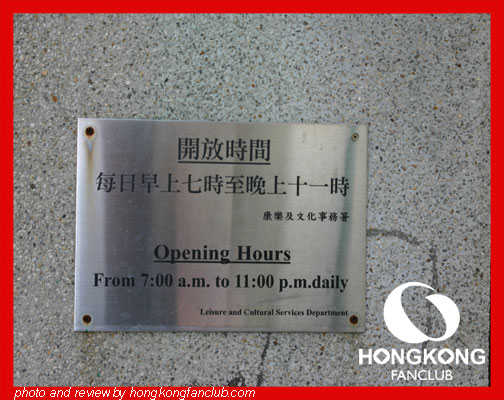 開放時間
每日早上七時至晚上十一時
康樂及文化事務署
Opening Hours
From 7:00 a.m. to 11:00 p.m.daily
Leisure and Cultural Services Department
HONGKONG
FANCLUB
photo and review by hongkongfanclub.com